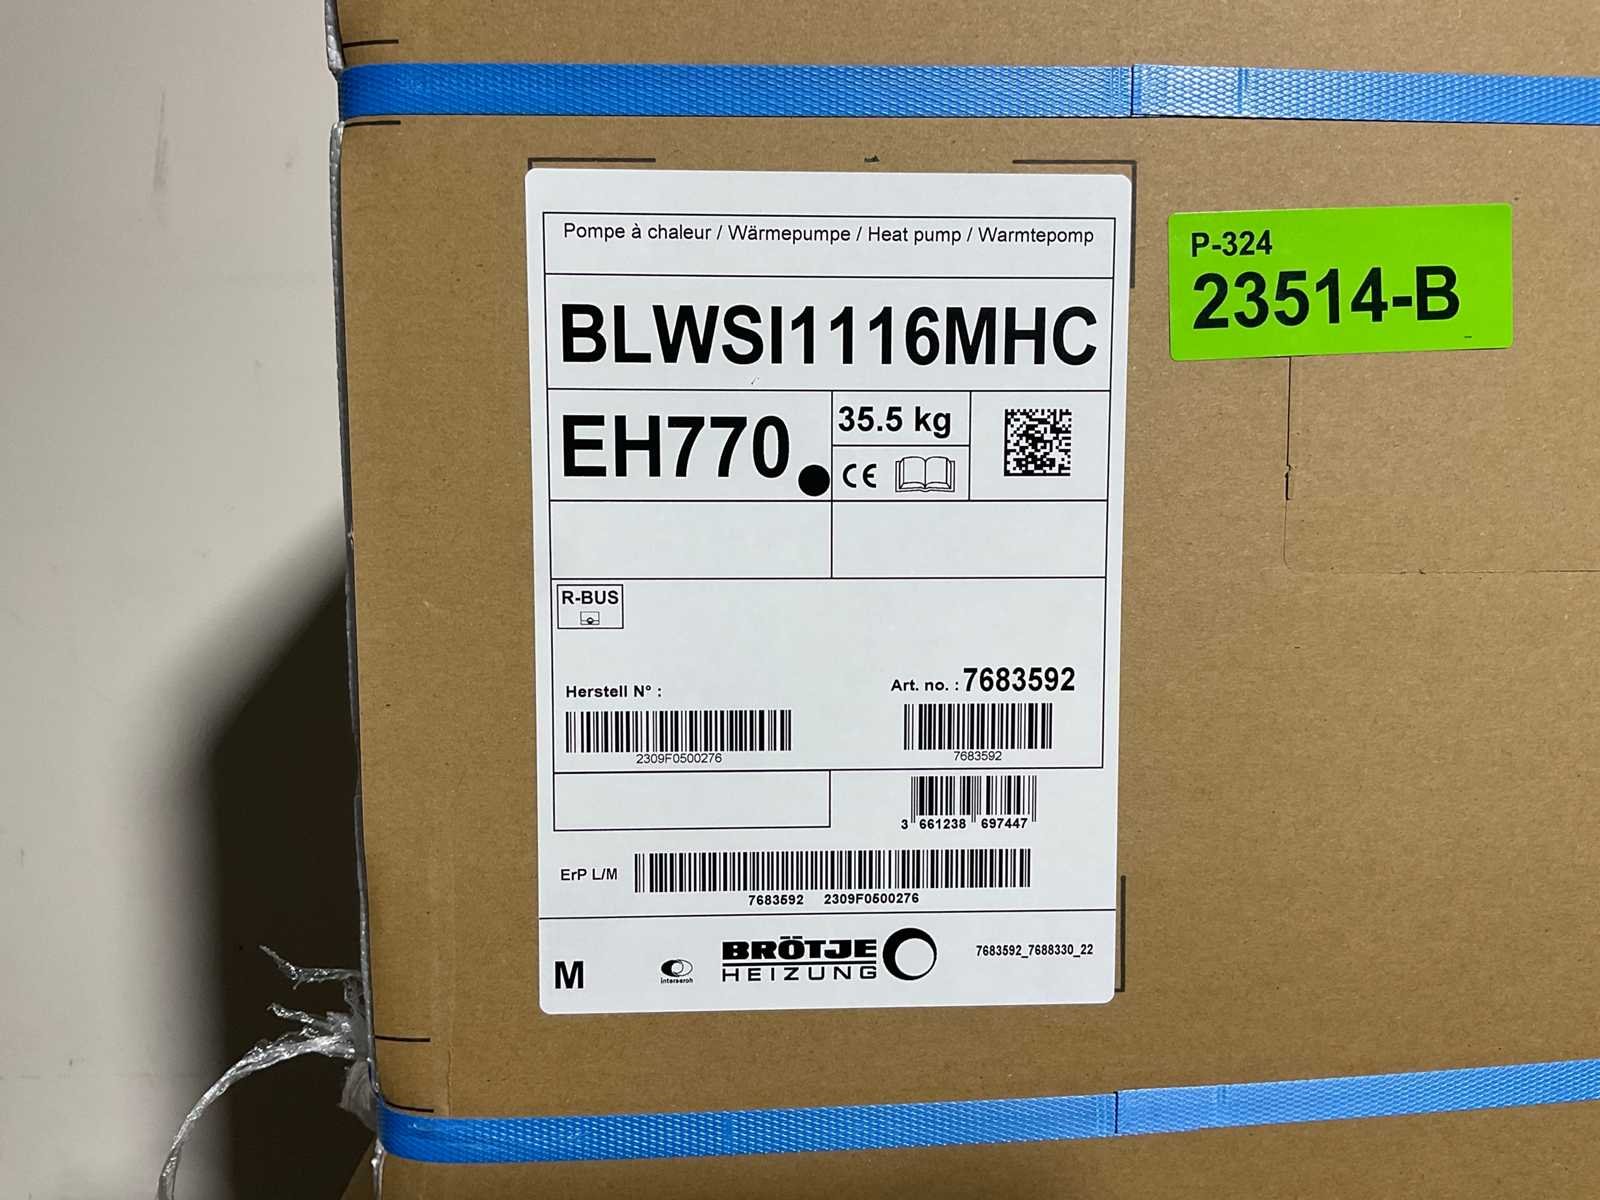 Pompe à chaleur / Wärmepumpe / Heat pump / Warmtepomp
BLWSI1116MHC
EH770
35.5 kg
CE
R-BUS
Herstell N° :
2309F0500276
Art. no. : 7683592
7683592
3 661238 697447
ErP L/M
7683592 2309F0500276
M
interseroh
BRÖTJE
HEIZUNG
7683592_7688330_22
P-324
23514-B